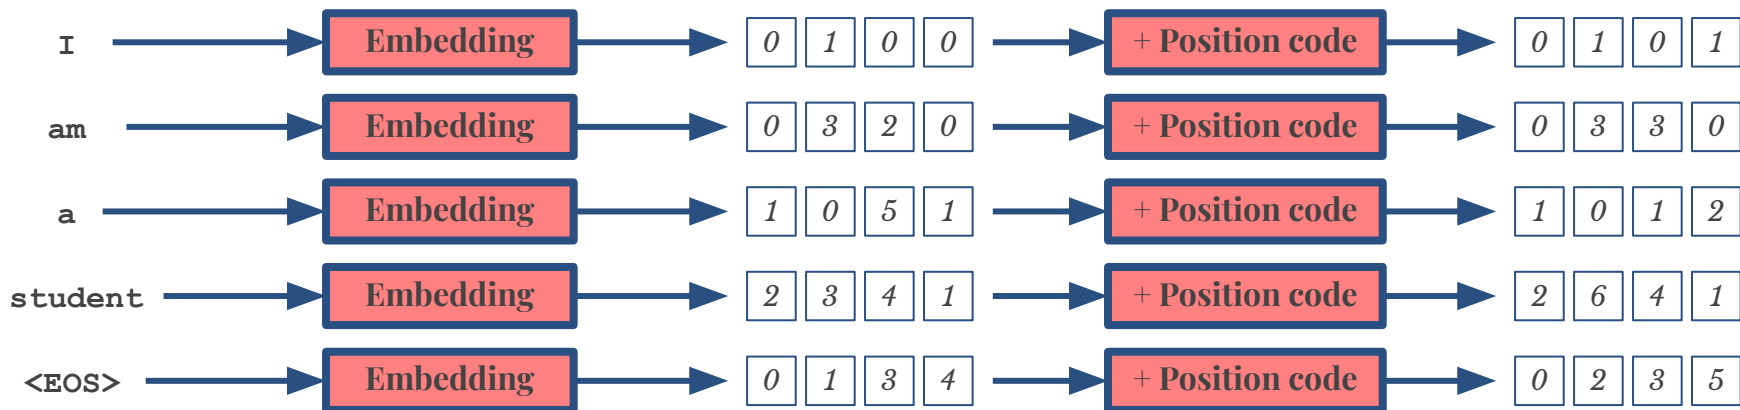 I Embedding 0 1 0 0 + Position code 0 1 0 1
am Embedding 0 3 2 0 + Position code 0 3 3 0
a Embedding 1 0 5 1 + Position code 1 0 1 2
student Embedding 2 3 4 1 + Position code 2 6 4 1
<EOS> Embedding 0 1 3 4 + Position code 0 2 3 5